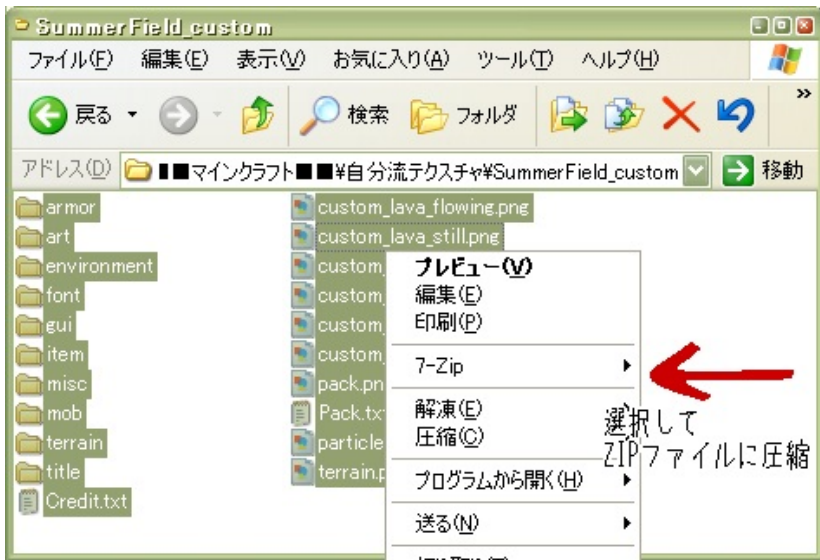 SummerField_custom
ファイル(F) 編集(E) 表示(V) お気に入り(A) ツール(T) ヘルプ(H)
戻る 検索 フォルダ »
アドレス(D) ■■マインクラフト■■¥自分流テクスチャ¥SummerField_custom 移動
armor
art
environment
font
gui
item
misc
mob
terrain
title
Credit.txt
custom_lava_flowing.png
custom_lava_still.png
custom_
custom_
custom_
custom_
pack.pn
Pack.tx
particle
terrain.p
プレビュー(V)
編集(E)
印刷(P)
7-Zip
解凍(E)
圧縮(C)
プログラムから開く(H)
送る(N)
選択して
ZIPファイルに圧縮